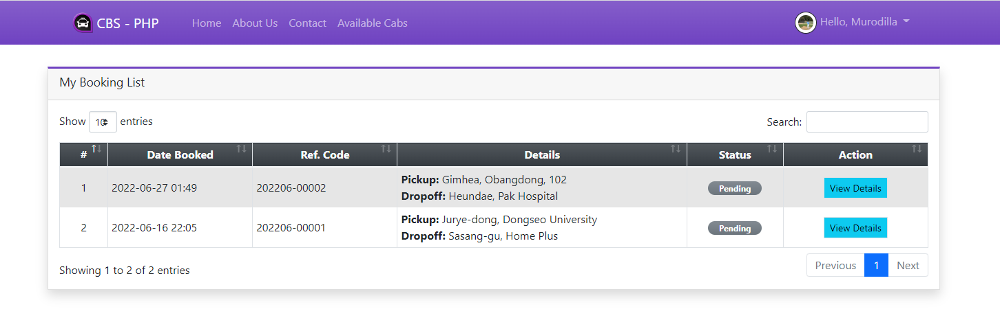 CBS - PHP Home About Us Contact Available Cabs Hello, Murodilla
My Booking List
Show 10 entries Search:
# Date Booked Ref. Code Details Status Action
1 2022-06-27 01:49 202206-00002 Pickup: Gimhea, Obangdong, 102 Pending View Details
Dropoff: Heundae, Pak Hospital
2 2022-06-16 22:05 202206-00001 Pickup: Jurye-dong, Dongseo University Pending View Details
Dropoff: Sasang-gu, Home Plus
Showing 1 to 2 of 2 entries Previous 1 Next